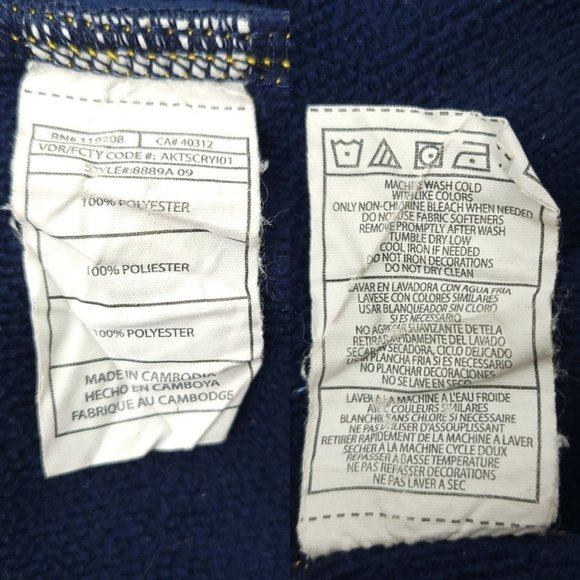 RN# 119208 CA# 40312
VDR/FCTY CODE #: AKTSCRYI01
STYLE#:8889A 09
100% POLYESTER
100% POLIESTER
100% POLYESTER
MADE IN CAMBODIA
HECHO EN CAMBOYA
FABRIQUE AU CAMBODGE
MACHINE WASH COLD
WITH LIKE COLORS
ONLY NON-CHLORINE BLEACH WHEN NEEDED
DO NOT USE FABRIC SOFTENERS
REMOVE PROMPTLY AFTER WASH
TUMBLE DRY LOW
COOL IRON IF NEEDED
DO NOT IRON DECORATIONS
DO NOT DRY CLEAN
LAVAR EN LAVADORA CON AGUA FRIA
LAVESE CON COLORES SIMILARES
USAR BLANQUEADOR SIN CLORO
SI ES NECESARIO
NO AGREGAR SUAVIZANTE DE TELA
RETIRAR RAPIDAMENTE DEL LAVADO
SECAR EN SECADORA, CICLO DELICADO
USAR PLANCHA FRIA SI ES NECESARIO
NO PLANCHAR DECORACIONES
NO SE LAVE EN SECO
LAVER A LA MACHINE A L'EAU FROIDE
AVEC COULEURS SIMILAIRES
BLANCHIR SANS CHLORE SI NECESSAIRE
NE PAS UTILISER D'ASSOUPLISSANT
RETIRER RAPIDEMENT DE LA MACHINE A LAVER
SECHER A LA MACHINE CYCLE DOUX
REPASSER A BASSE TEMPERATURE
NE PAS REPASSER DECORATIONS
NE PAS LAVER A SEC